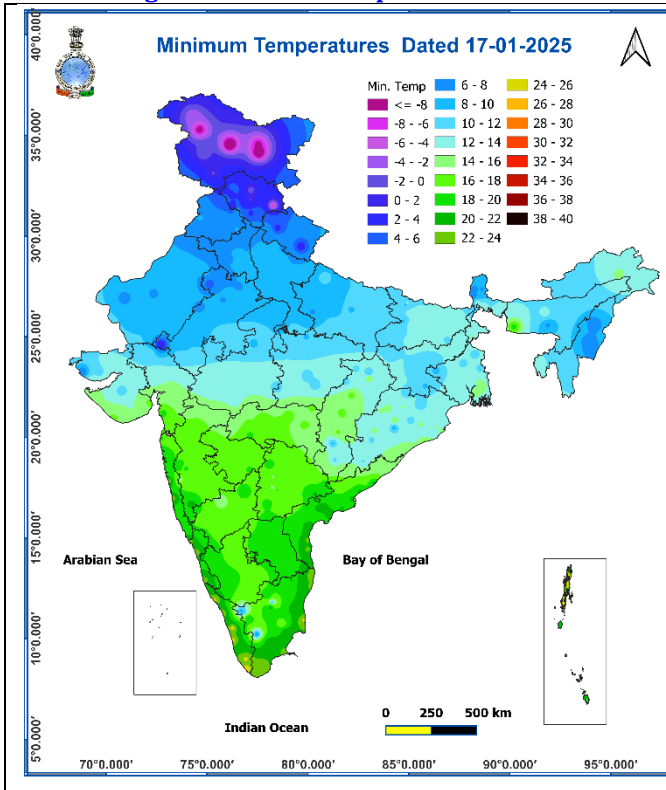 Minimum Temperatures Dated 17-01-2025
Min. Temp
<= -8
-8 - -6
-6 - -4
-4 - -2
-2 - 0
0 - 2
2 - 4
4 - 6
6 - 8
8 - 10
10 - 12
12 - 14
14 - 16
16 - 18
18 - 20
20 - 22
22 - 24
24 - 26
26 - 28
28 - 30
30 - 32
32 - 34
34 - 36
36 - 38
38 - 40
40°0.000'
35°0.000'
30°0.000'
25°0.000'
20°0.000'
15°0.000'
10°0.000'
5°0.000'
Arabian Sea
Bay of Bengal
Indian Ocean
0 250 500 km
70°0.000' 75°0.000' 80°0.000' 85°0.000' 90°0.000' 95°0.000'